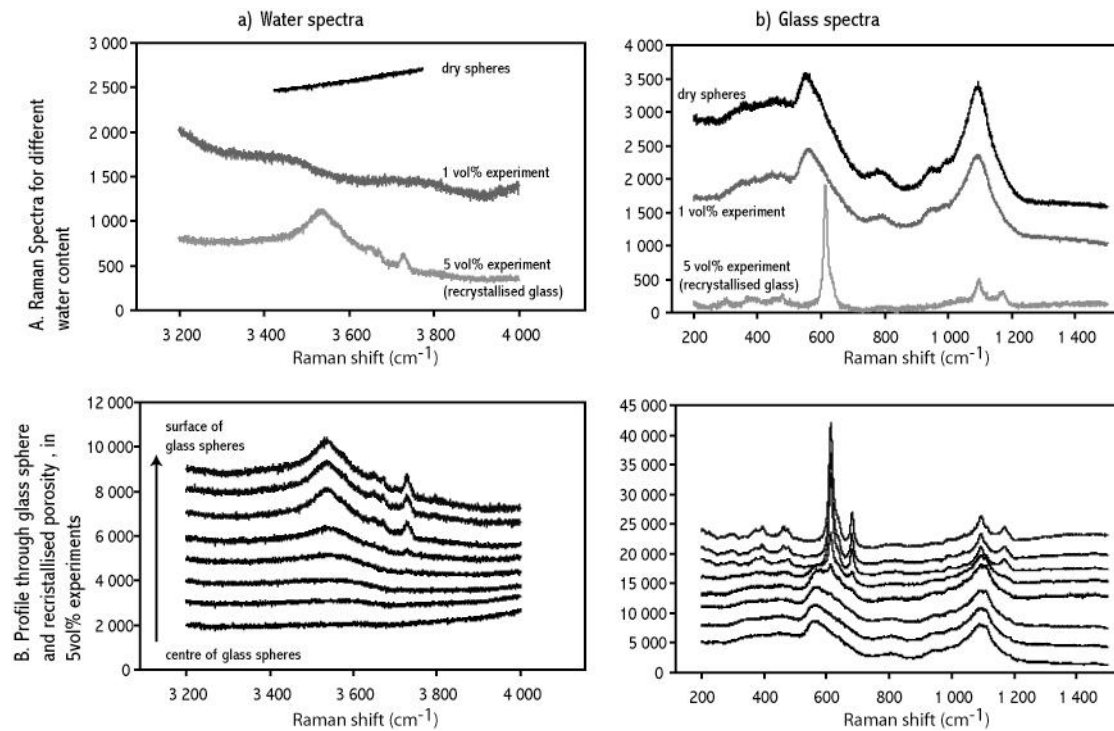 a) Water spectra
b) Glass spectra
A. Raman Spectra for different
water content
3 000
2 500
2 000
1 500
1 000
500
0
dry spheres
1 vol% experiment
5 vol% experiment
(recrystallised glass)
3 200
3 400
3 600
3 800
4 000
Raman shift (cm-1)
4 000
3 500
3 000
2 500
2 000
1 500
1 000
500
0
dry spheres
1 vol% experiment
5 vol% experiment
(recrystallised glass)
200
400
600
800
1 000
1 200
1 400
Raman shift (cm-1)
B. Profile through glass sphere
and recristallised porosity , in
5vol% experiments
12 000
10 000
8 000
6 000
4 000
2 000
0
surface of
glass spheres
centre of glass spheres
3 200
3 400
3 600
3 800
4 000
Raman shift (cm-1)
45 000
40 000
35 000
30 000
25 000
20 000
15 000
10 000
5 000
0
200
400
600
800
1 000
1 200
1 400
Raman shift (cm-1)